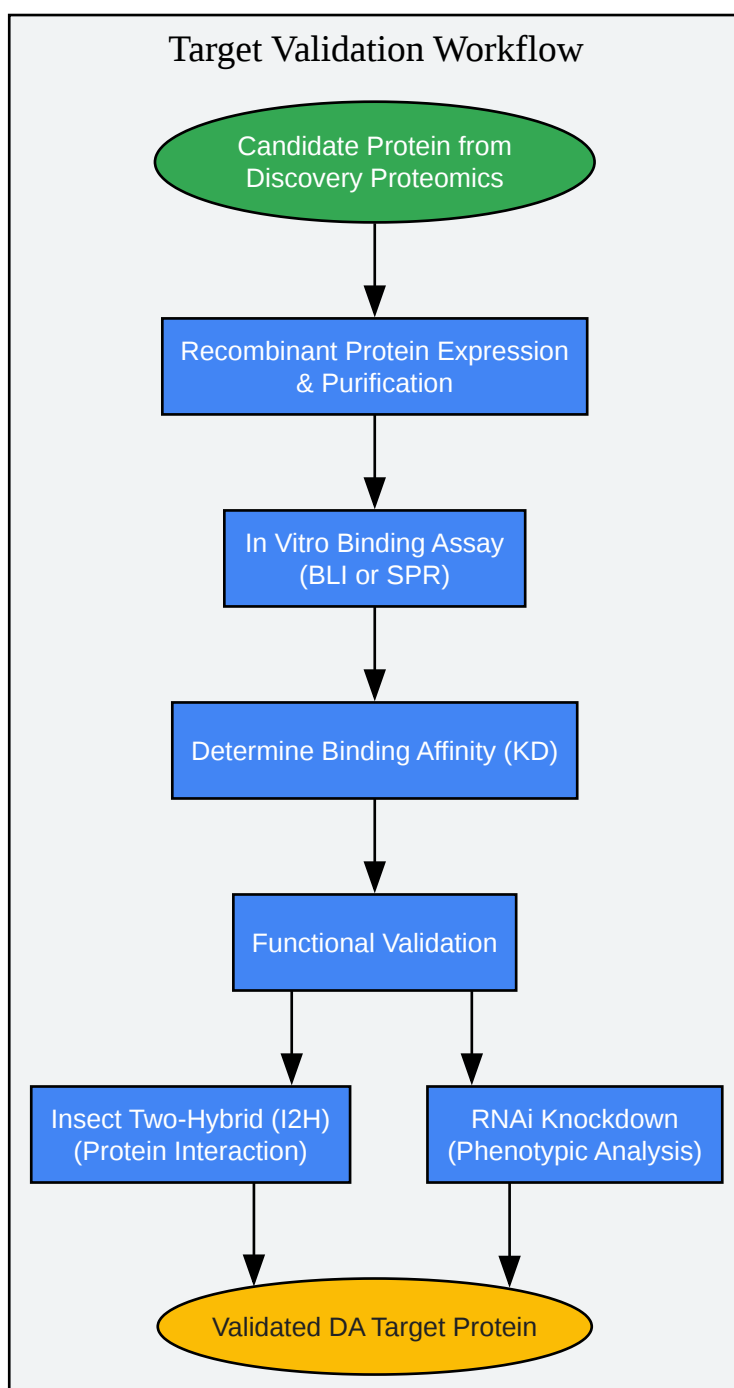 Target Validation Workflow
Candidate Protein from
Discovery Proteomics
Recombinant Protein Expression
& Purification
In Vitro Binding Assay
(BLI or SPR)
Determine Binding Affinity (KD)
Functional Validation
Insect Two-Hybrid (I2H)
(Protein Interaction)
RNAi Knockdown
(Phenotypic Analysis)
Validated DA Target Protein